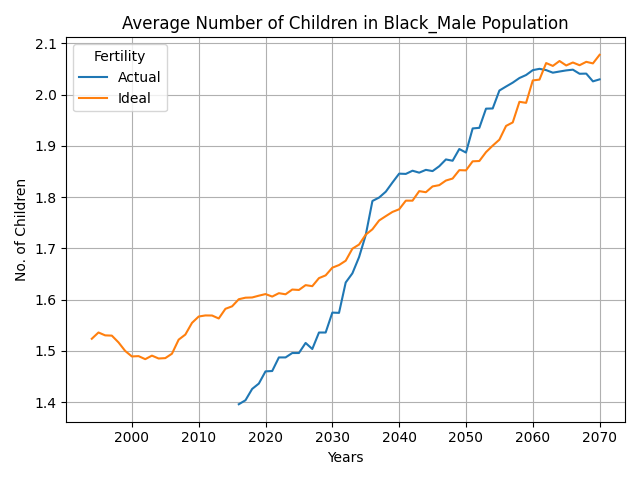 Average Number of Children in Black_Male Population
2.1
2.0
1.9
1.8
1.7
1.6
1.5
1.4
No. of Children
Fertility
Actual
Ideal
2000 2010 2020 2030 2040 2050 2060 2070
Years